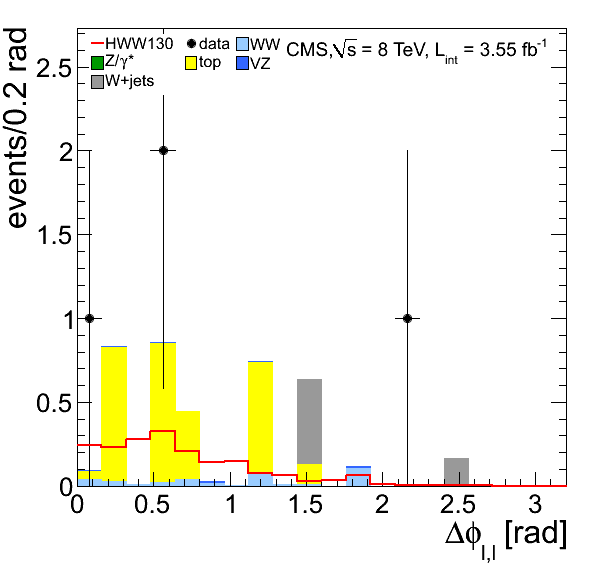 HWW130 data WW CMS,√s = 8 TeV, L_int = 3.55 fb⁻¹
Z/γ* top VZ
W+jets
events/0.2 rad
2.5
2
1.5
1
0.5
0
0 0.5 1 1.5 2 2.5 3
Δϕ_l,l [rad]